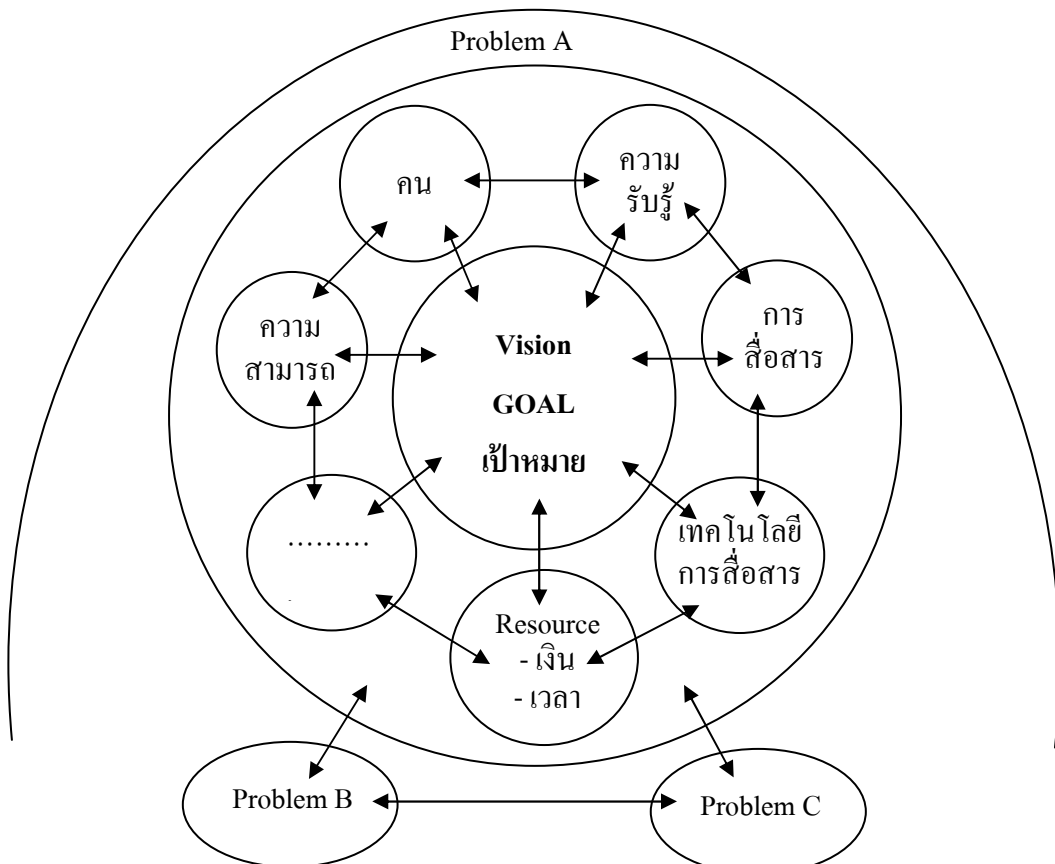 Problem A
คน
ความ
รับรู้
ความ
สามารถ
Vision
GOAL
เป้าหมาย
การ
สื่อสาร
………
เทคโนโลยี
การสื่อสาร
Resource
- เงิน
- เวลา
Problem B
Problem C